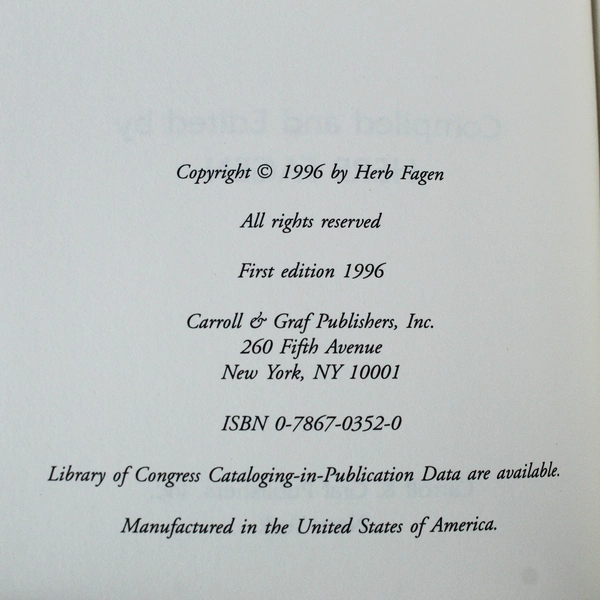 Copyright © 1996 by Herb Fagen
All rights reserved
First edition 1996
Carroll & Graf Publishers, Inc.
260 Fifth Avenue
New York, NY 10001
ISBN 0-7867-0352-0
Library of Congress Cataloging-in-Publication Data are available.
Manufactured in the United States of America.